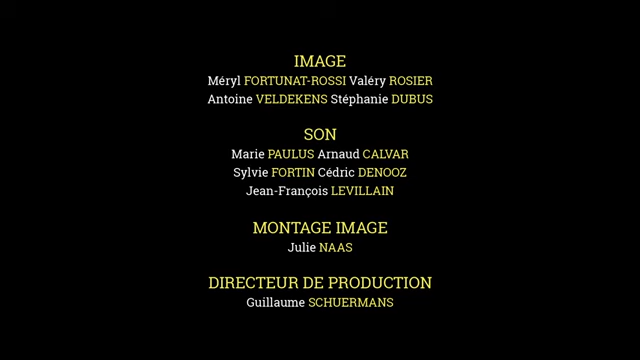 IMAGE
Méryl FORTUNAT-ROSSI Valéry ROSIER
Antoine VELDEKENS Stéphanie DUBUS
SON
Marie PAULUS Arnaud CALVAR
Sylvie FORTIN Cédric DENOOZ
Jean-François LEVILLAIN
MONTAGE IMAGE
Julie NAAS
DIRECTEUR DE PRODUCTION
Guillaume SCHUERMANS